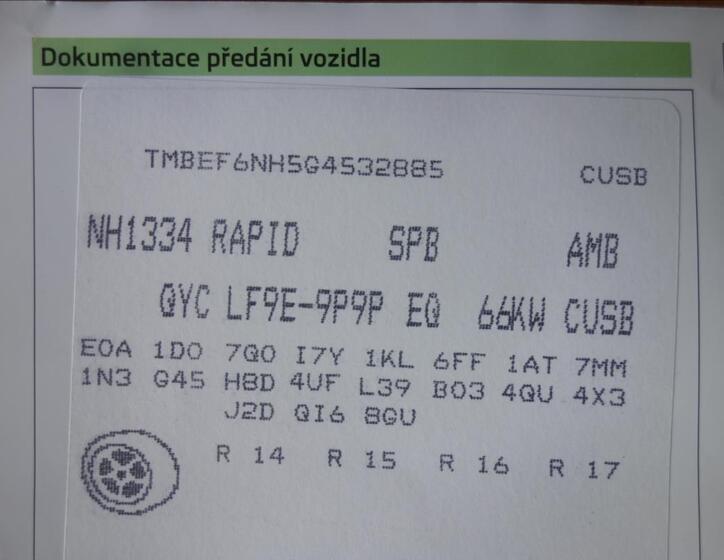 Dokumentace předání vozidla
TMBEF6NH5G4532885 CUSB
NH1334 RAPID SPB AMB
QYC LF9E-9P9P EQ 66KW CUSB
E0A 1D0 7Q0 I7Y 1KL 6FF 1AT 7MM
1N3 G45 H8D 4UF L39 B03 4QU 4X3
J2D QI6 8GU
R 14 R 15 R 16 R 17